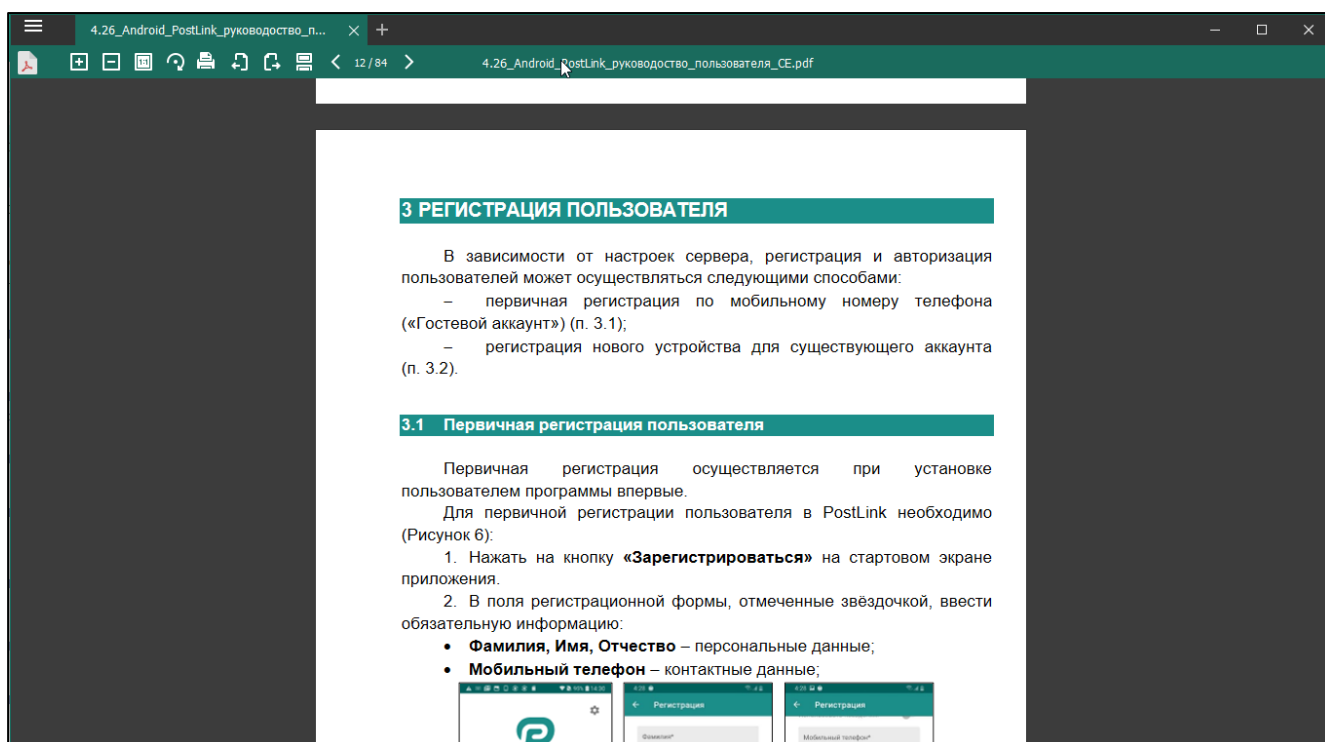 4.26_Android_PostLink_руководство_п...
12 / 84
4.26_Android_PostLink_руководство_пользователя_CE.pdf
3 РЕГИСТРАЦИЯ ПОЛЬЗОВАТЕЛЯ
В зависимости от настроек сервера, регистрация и авторизация
пользователей может осуществляться следующими способами:
– первичная регистрация по мобильному номеру телефона
(«Гостевой аккаунт») (п. 3.1);
– регистрация нового устройства для существующего аккаунта
(п. 3.2).
3.1 Первичная регистрация пользователя
Первичная регистрация осуществляется при установке
пользователем программы впервые.
Для первичной регистрации пользователя в PostLink необходимо
(Рисунок 6):
1. Нажать на кнопку «Зарегистрироваться» на стартовом экране
приложения.
2. В поля регистрационной формы, отмеченные звёздочкой, ввести
обязательную информацию:
• Фамилия, Имя, Отчество – персональные данные;
• Мобильный телефон – контактные данные;
Регистрация
Регистрация
Фамилия*
Мобильный телефон*